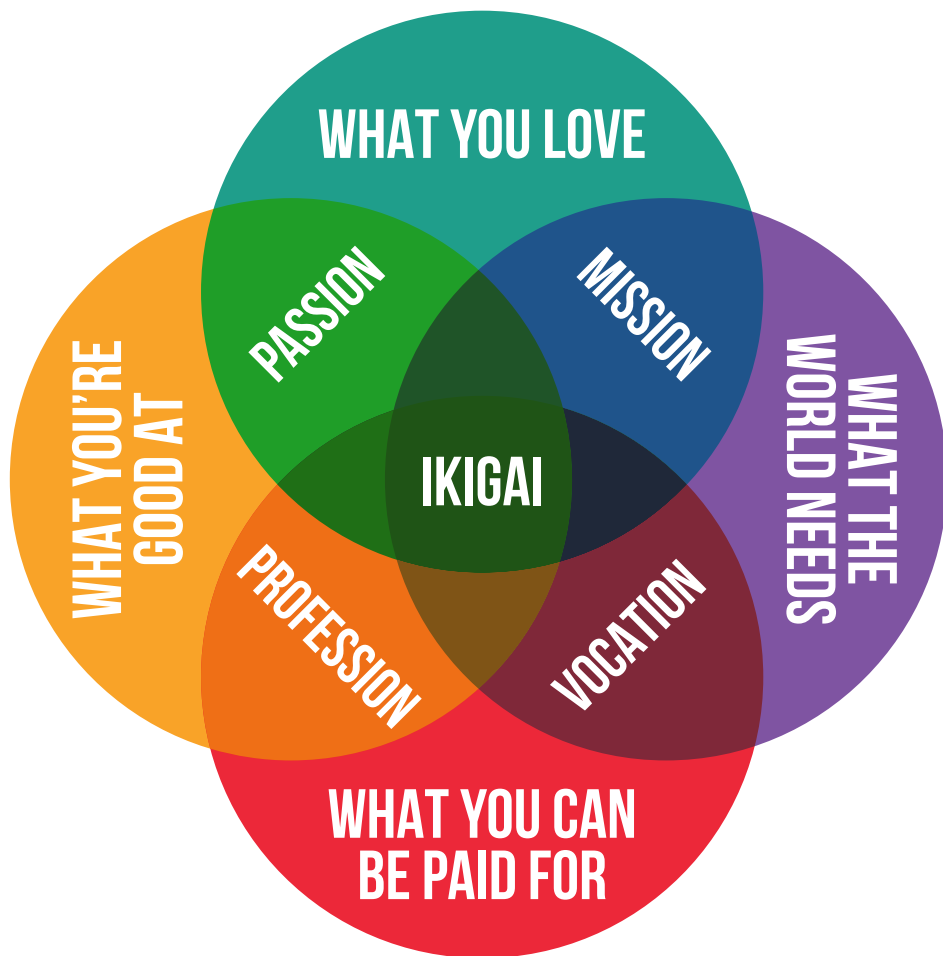 WHAT YOU LOVE
PASSION
MISSION
WHAT YOU'RE
GOOD AT
WHAT THE
WORLD NEEDS
IKIGAI
PROFESSION
VOCATION
WHAT YOU CAN
BE PAID FOR